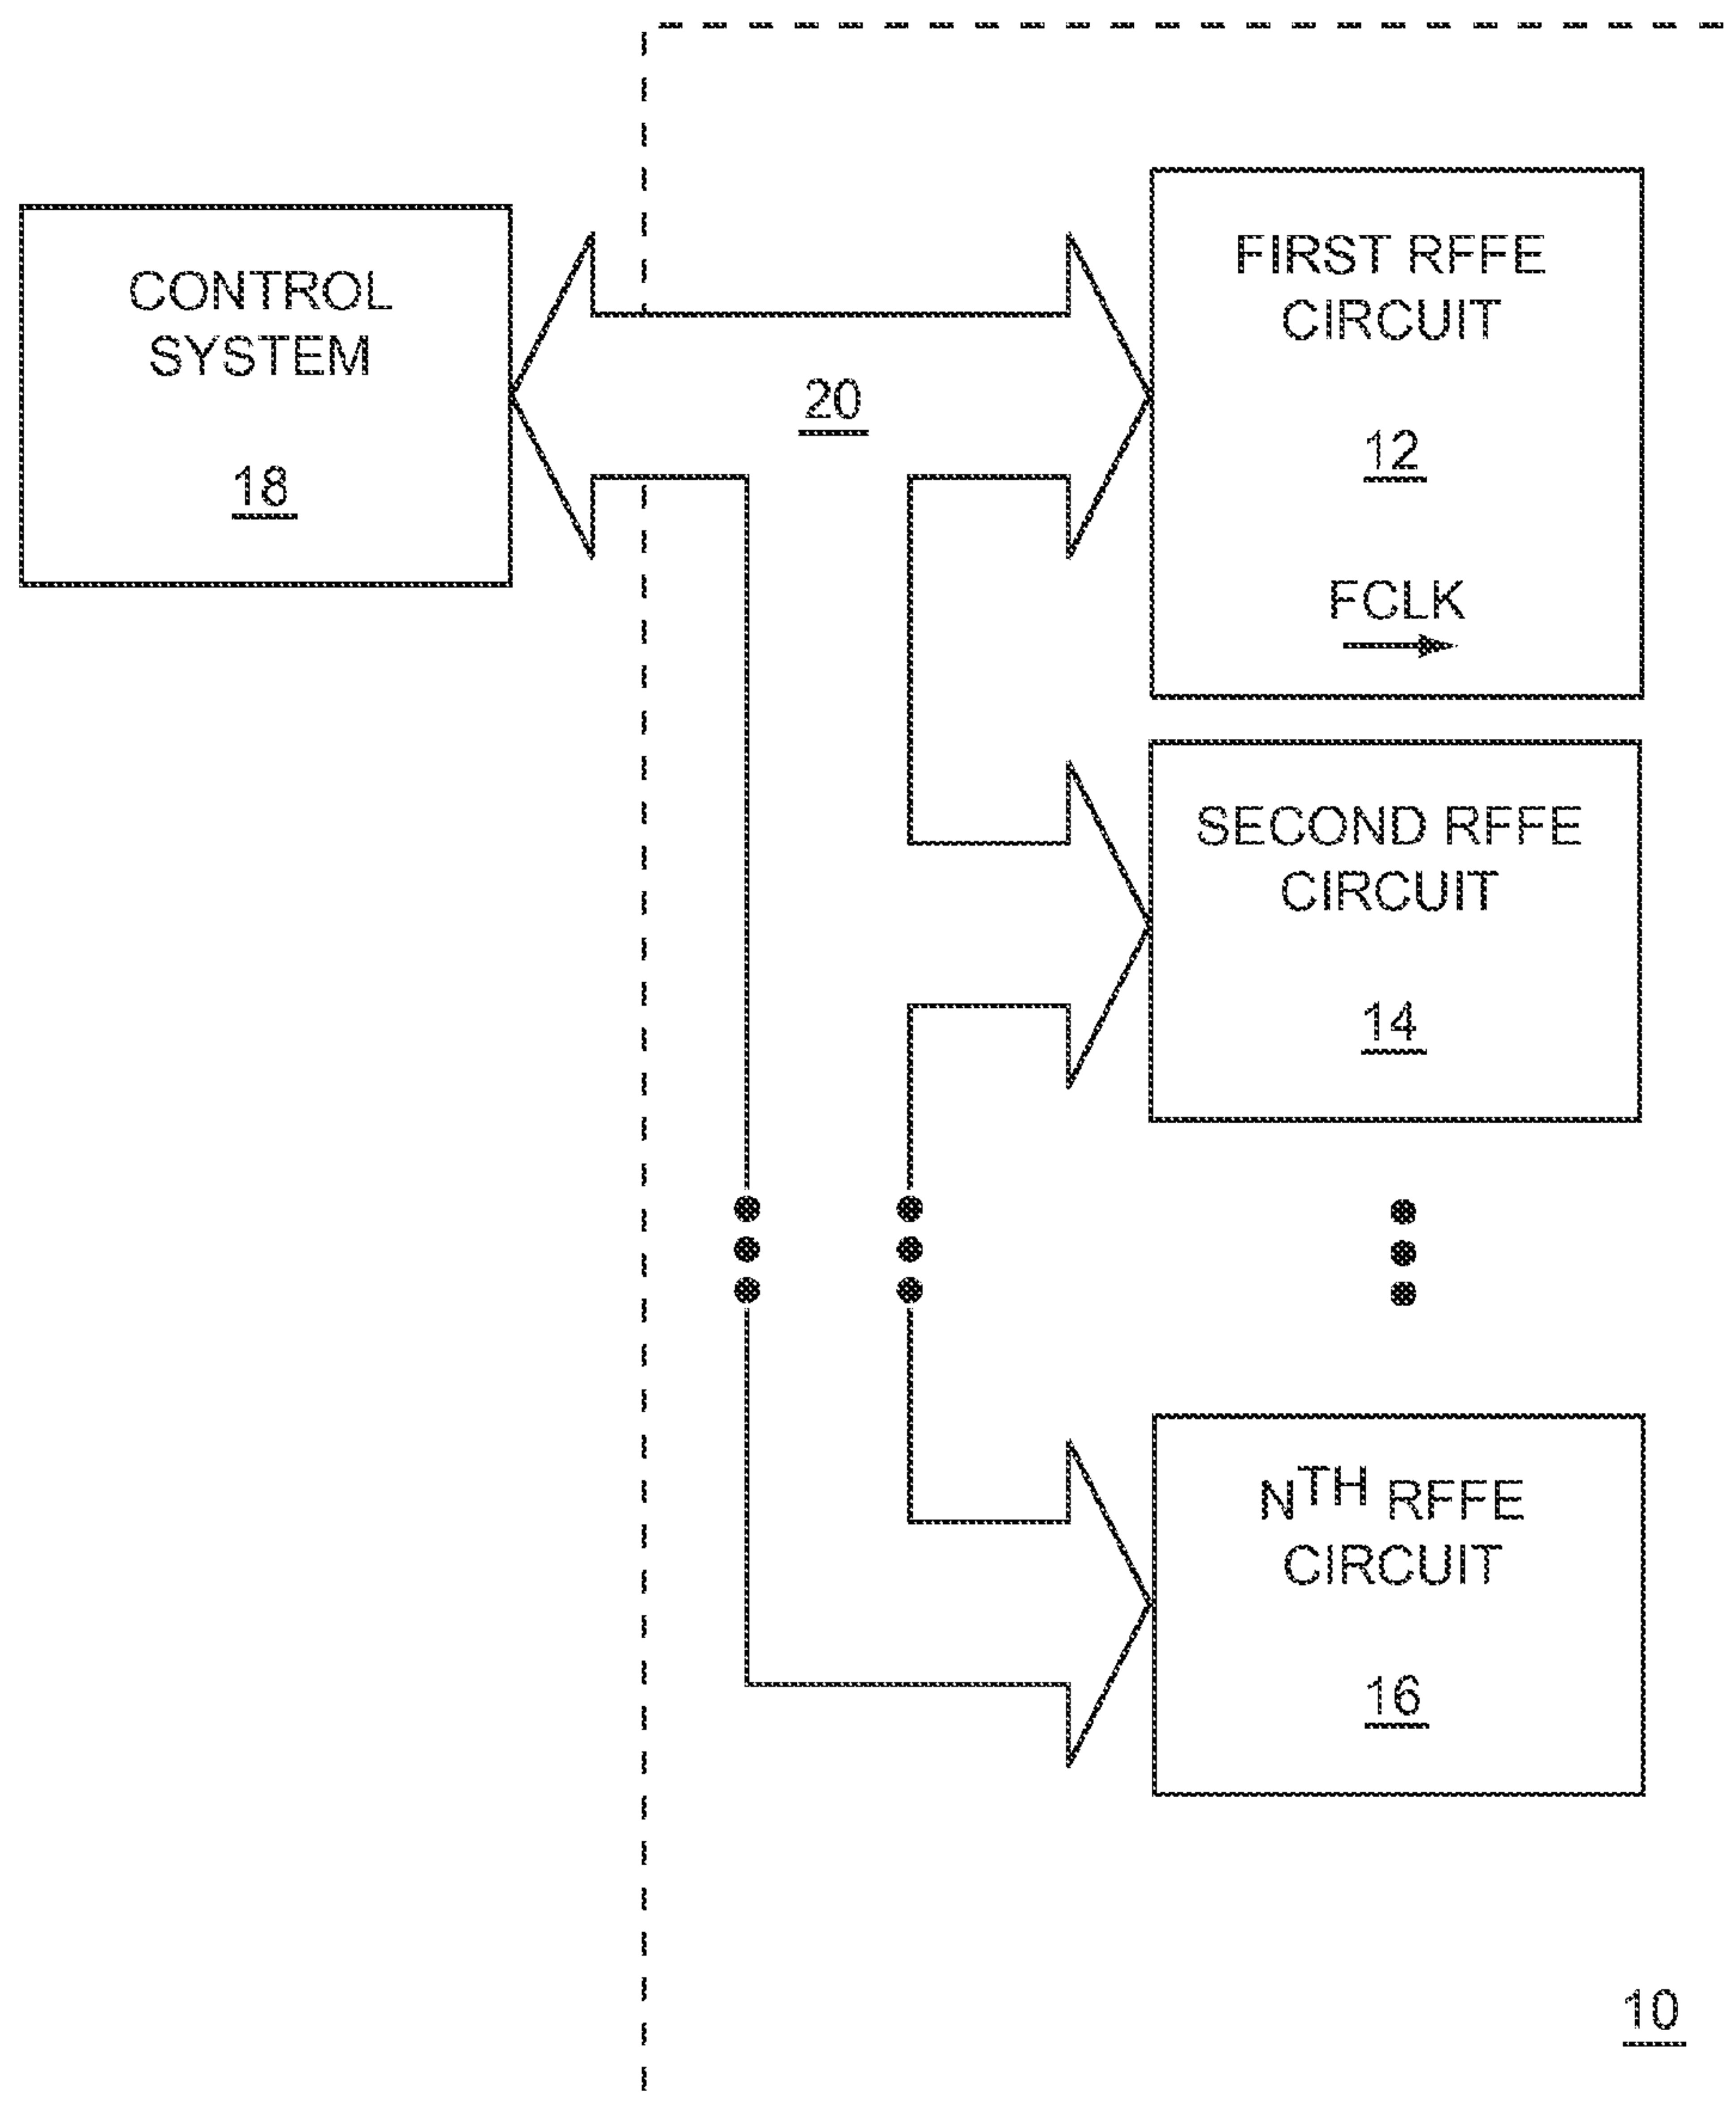 CONTROL
SYSTEM
18
20
FIRST RFFE
CIRCUIT
12
FCLK
SECOND RFFE
CIRCUIT
14
NTH RFFE
CIRCUIT
16
10